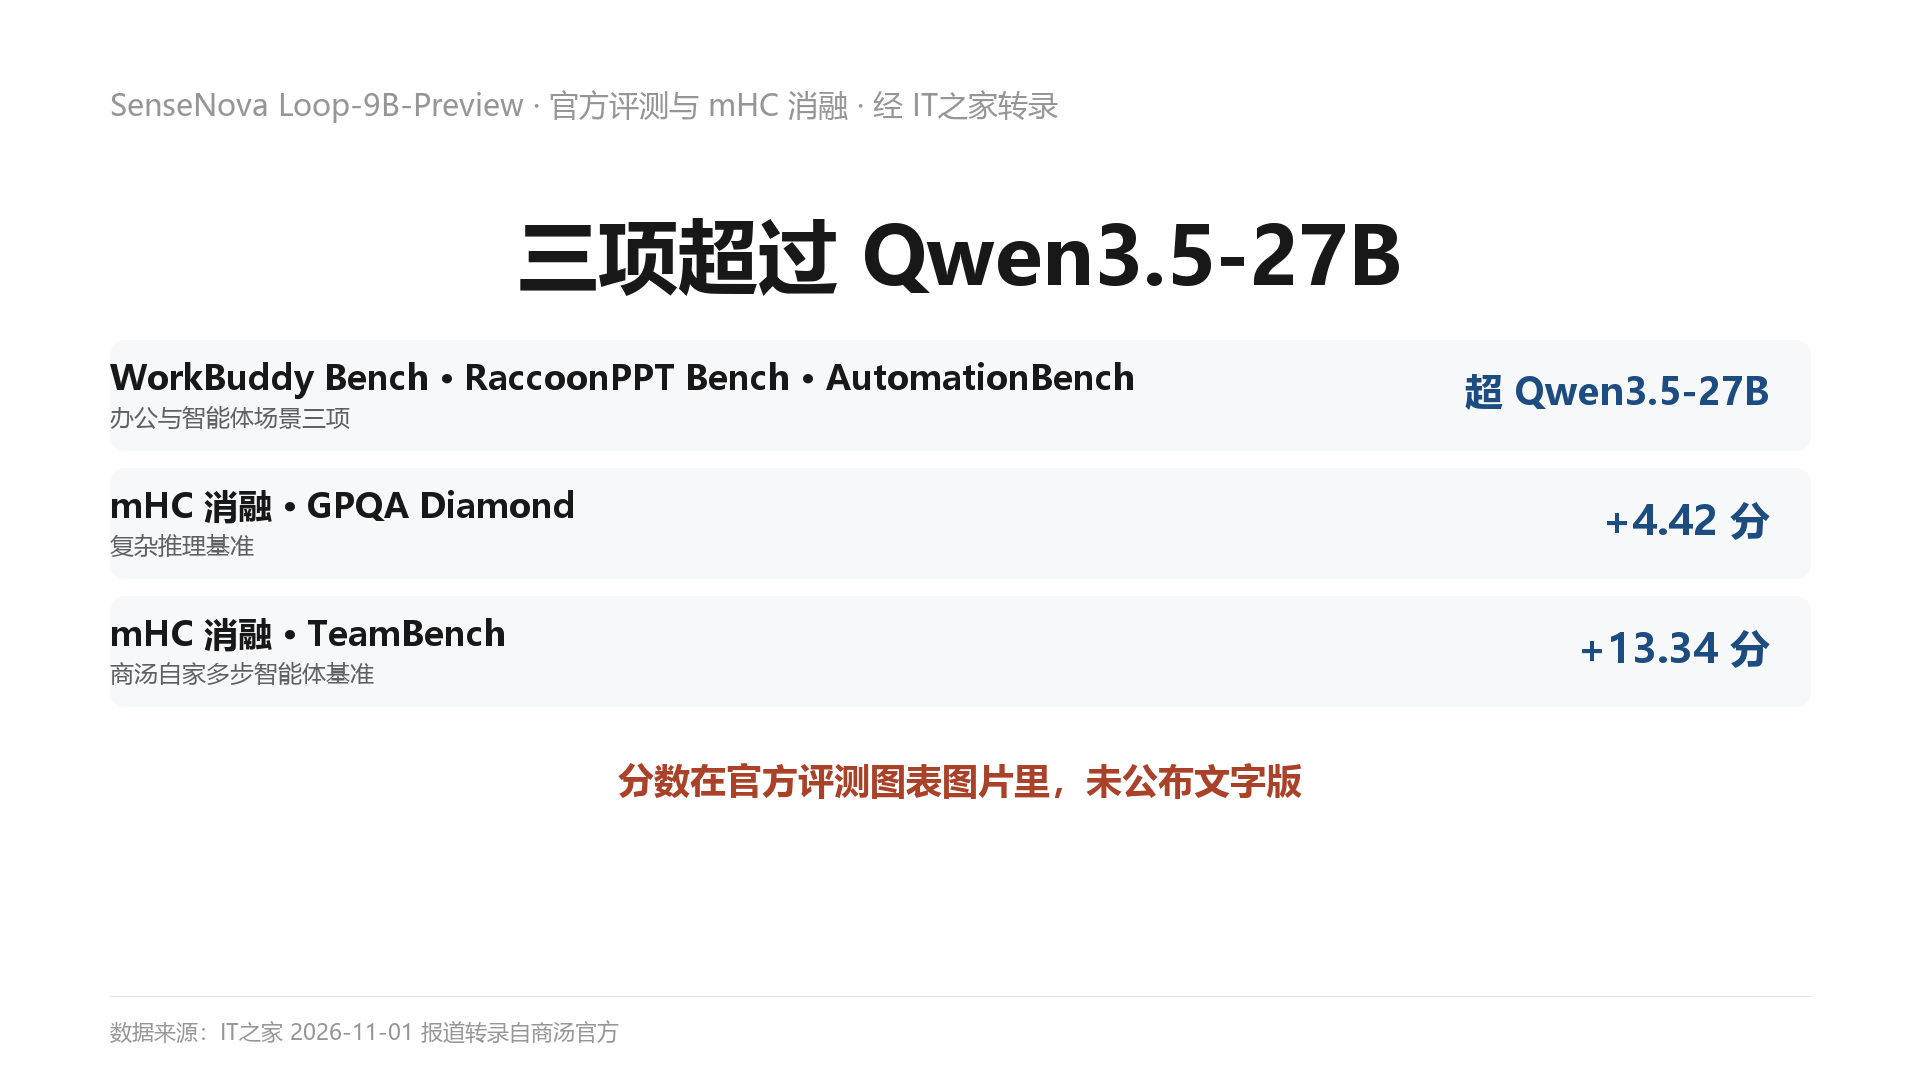 SenseNova Loop-9B-Preview · 官方评测与 mHC 消融 · 经 IT之家转录
三项超过 Qwen3.5-27B
WorkBuddy Bench • RaccoonPPT Bench • AutomationBench
办公与智能体场景三项
超 Qwen3.5-27B
mHC 消融 • GPQA Diamond
复杂推理基准
+4.42 分
mHC 消融 • TeamBench
商汤自家多步智能体基准
+13.34 分
分数在官方评测图表图片里，未公布文字版
数据来源：IT之家 2026-11-01 报道转录自商汤官方